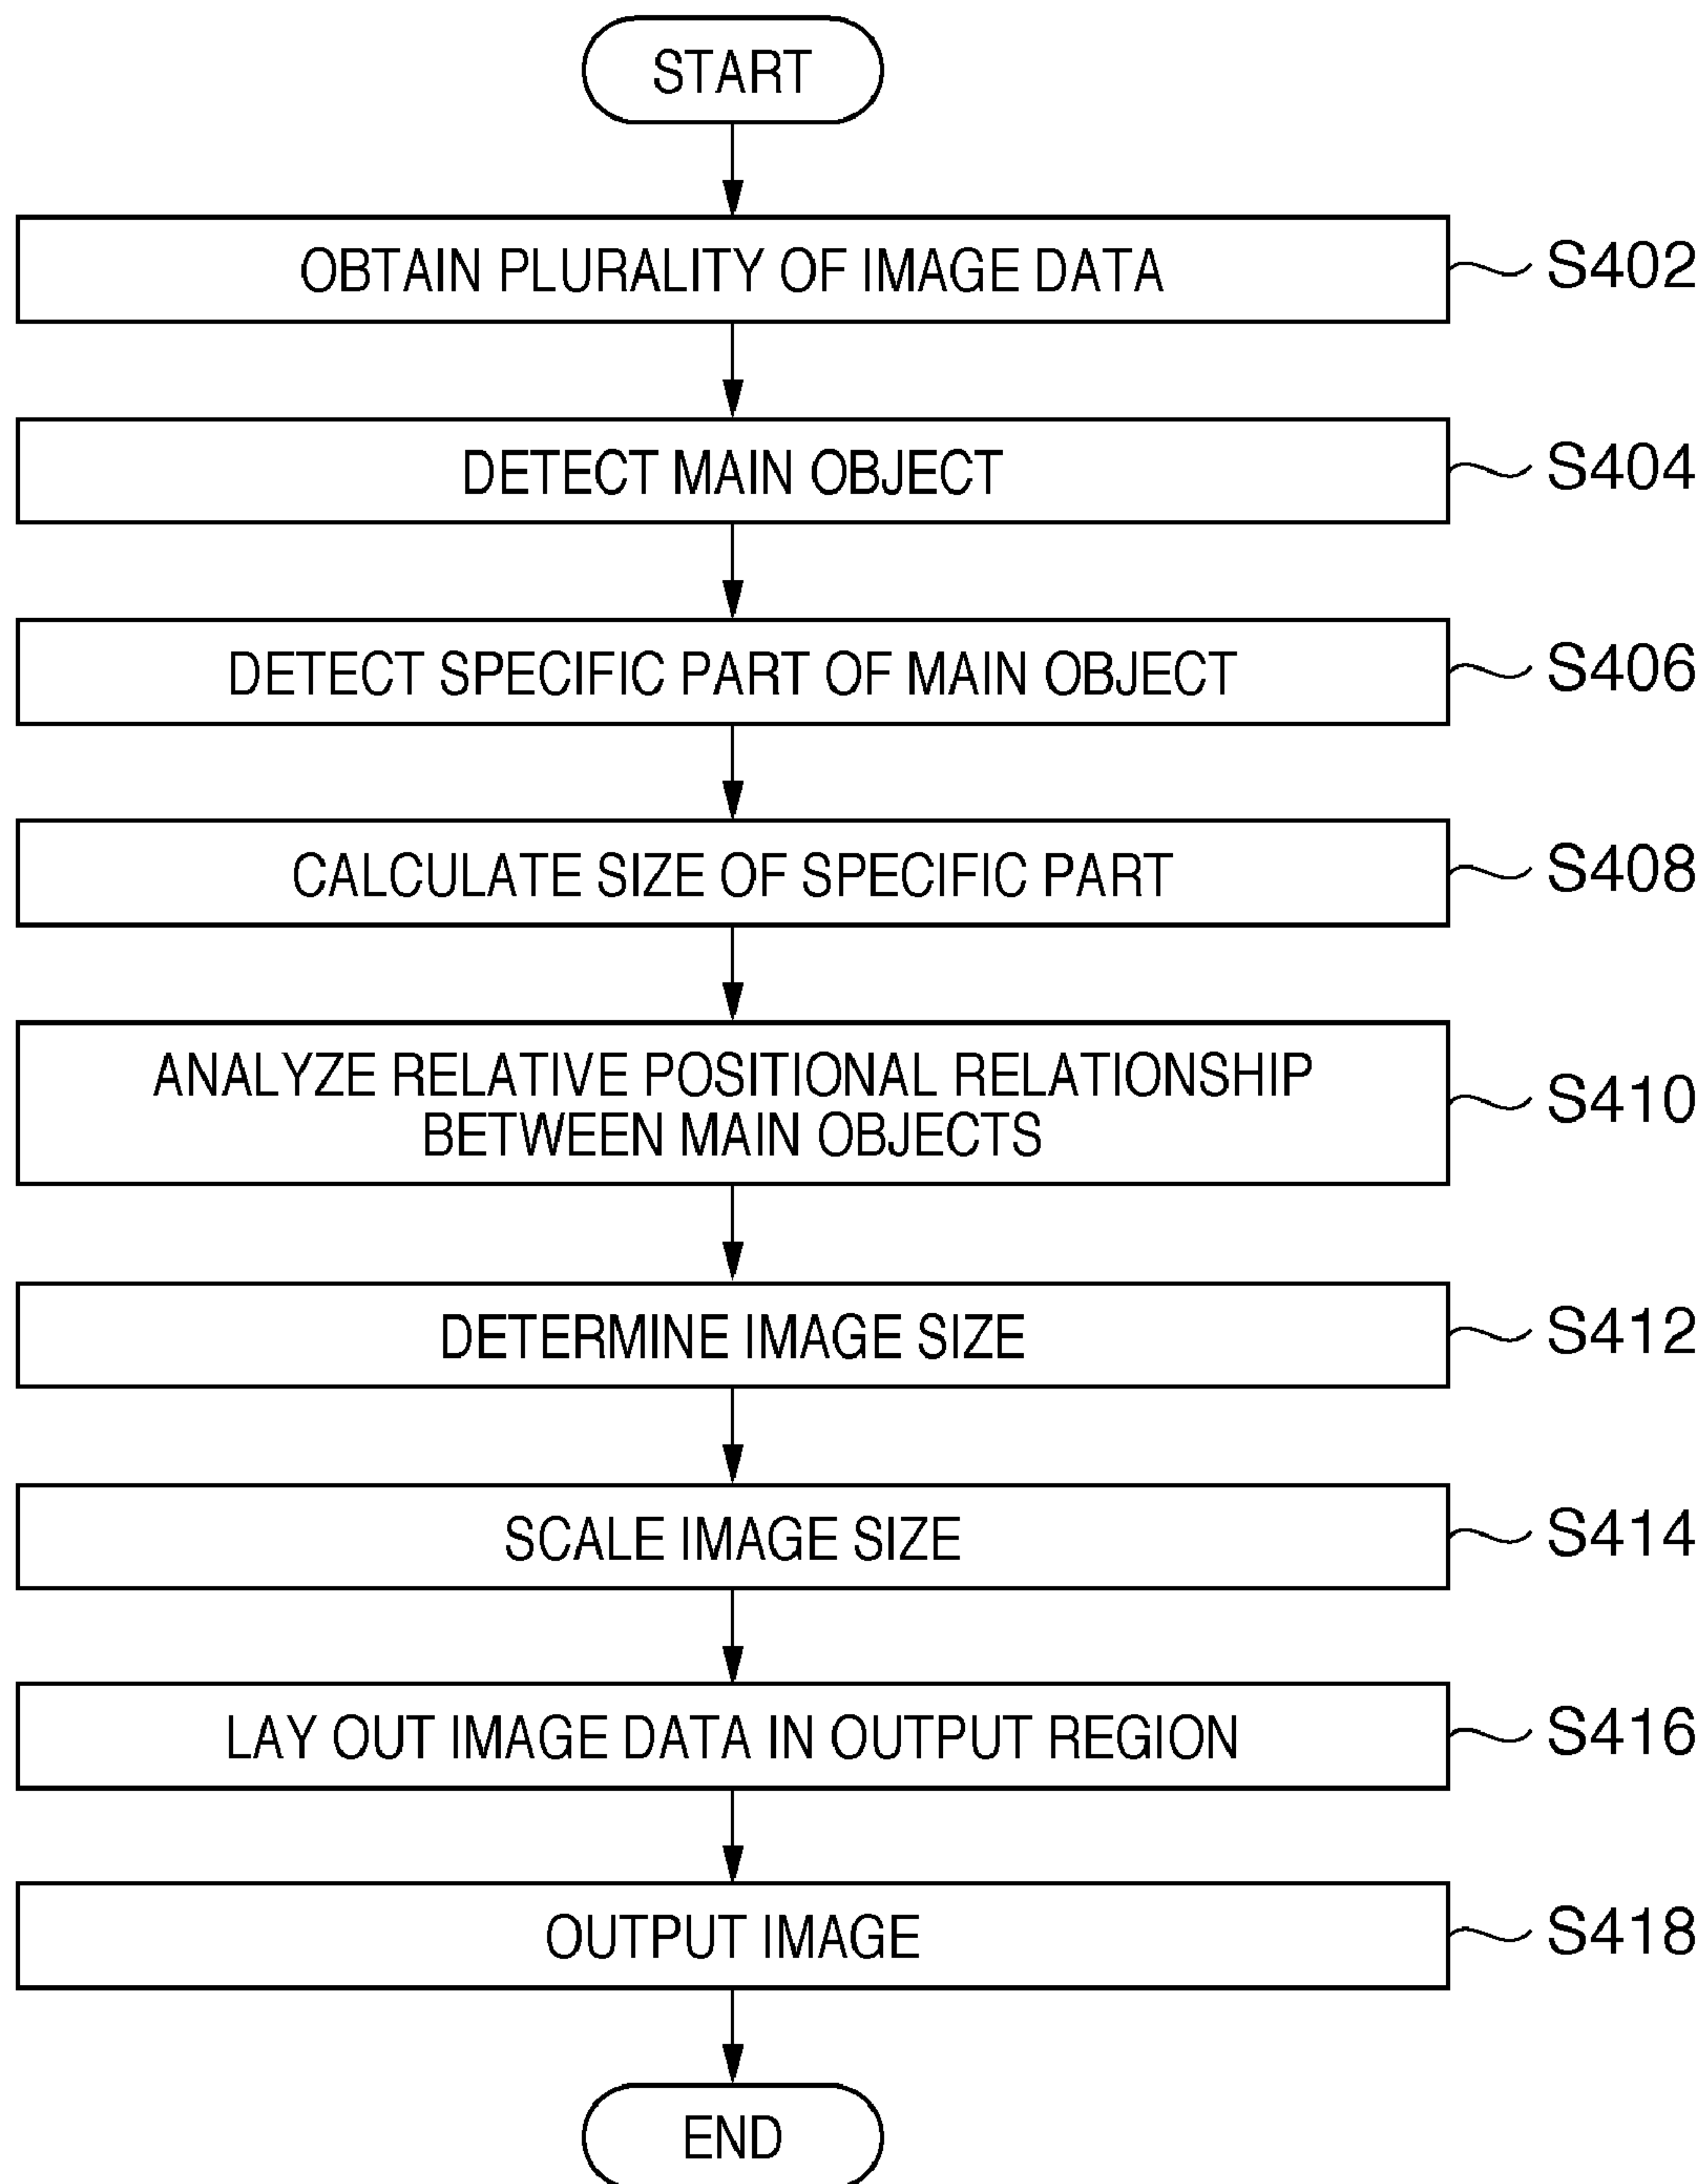 START
OBTAIN PLURALITY OF IMAGE DATA
S402
DETECT MAIN OBJECT
S404
DETECT SPECIFIC PART OF MAIN OBJECT
S406
CALCULATE SIZE OF SPECIFIC PART
S408
ANALYZE RELATIVE POSITIONAL RELATIONSHIP
BETWEEN MAIN OBJECTS
S410
DETERMINE IMAGE SIZE
S412
SCALE IMAGE SIZE
S414
LAY OUT IMAGE DATA IN OUTPUT REGION
S416
OUTPUT IMAGE
S418
END